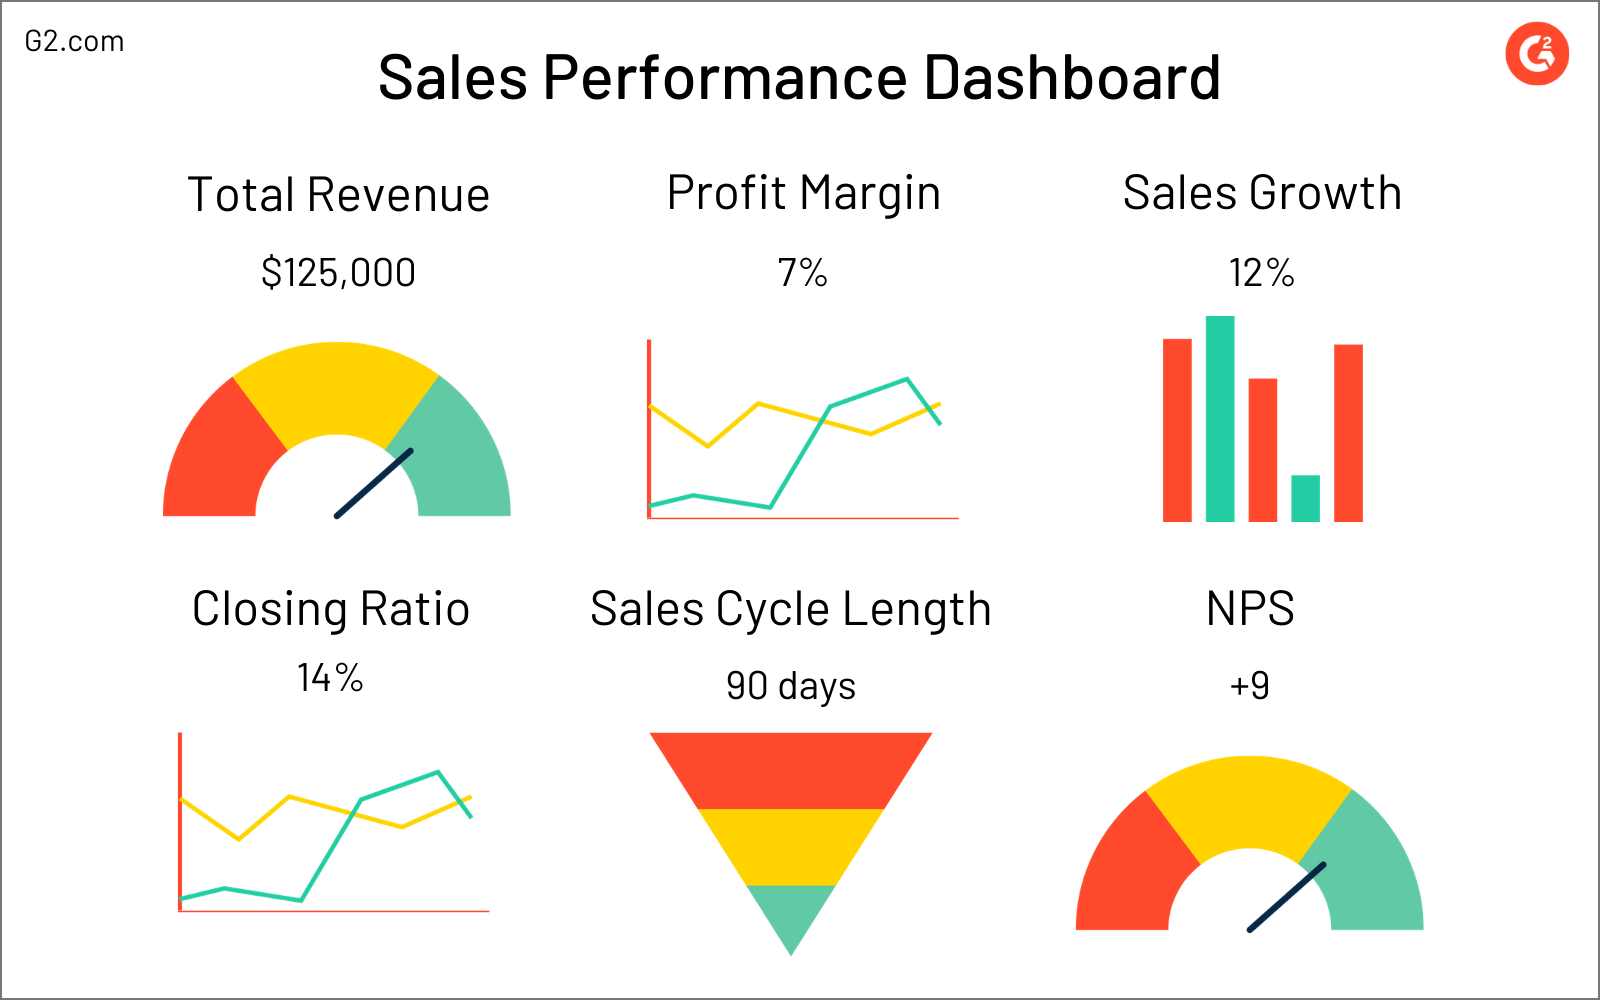 G2.com
Sales Performance Dashboard
Total Revenue
$125,000
Profit Margin
7%
Sales Growth
12%
Closing Ratio
14%
Sales Cycle Length
90 days
NPS
+9
G2